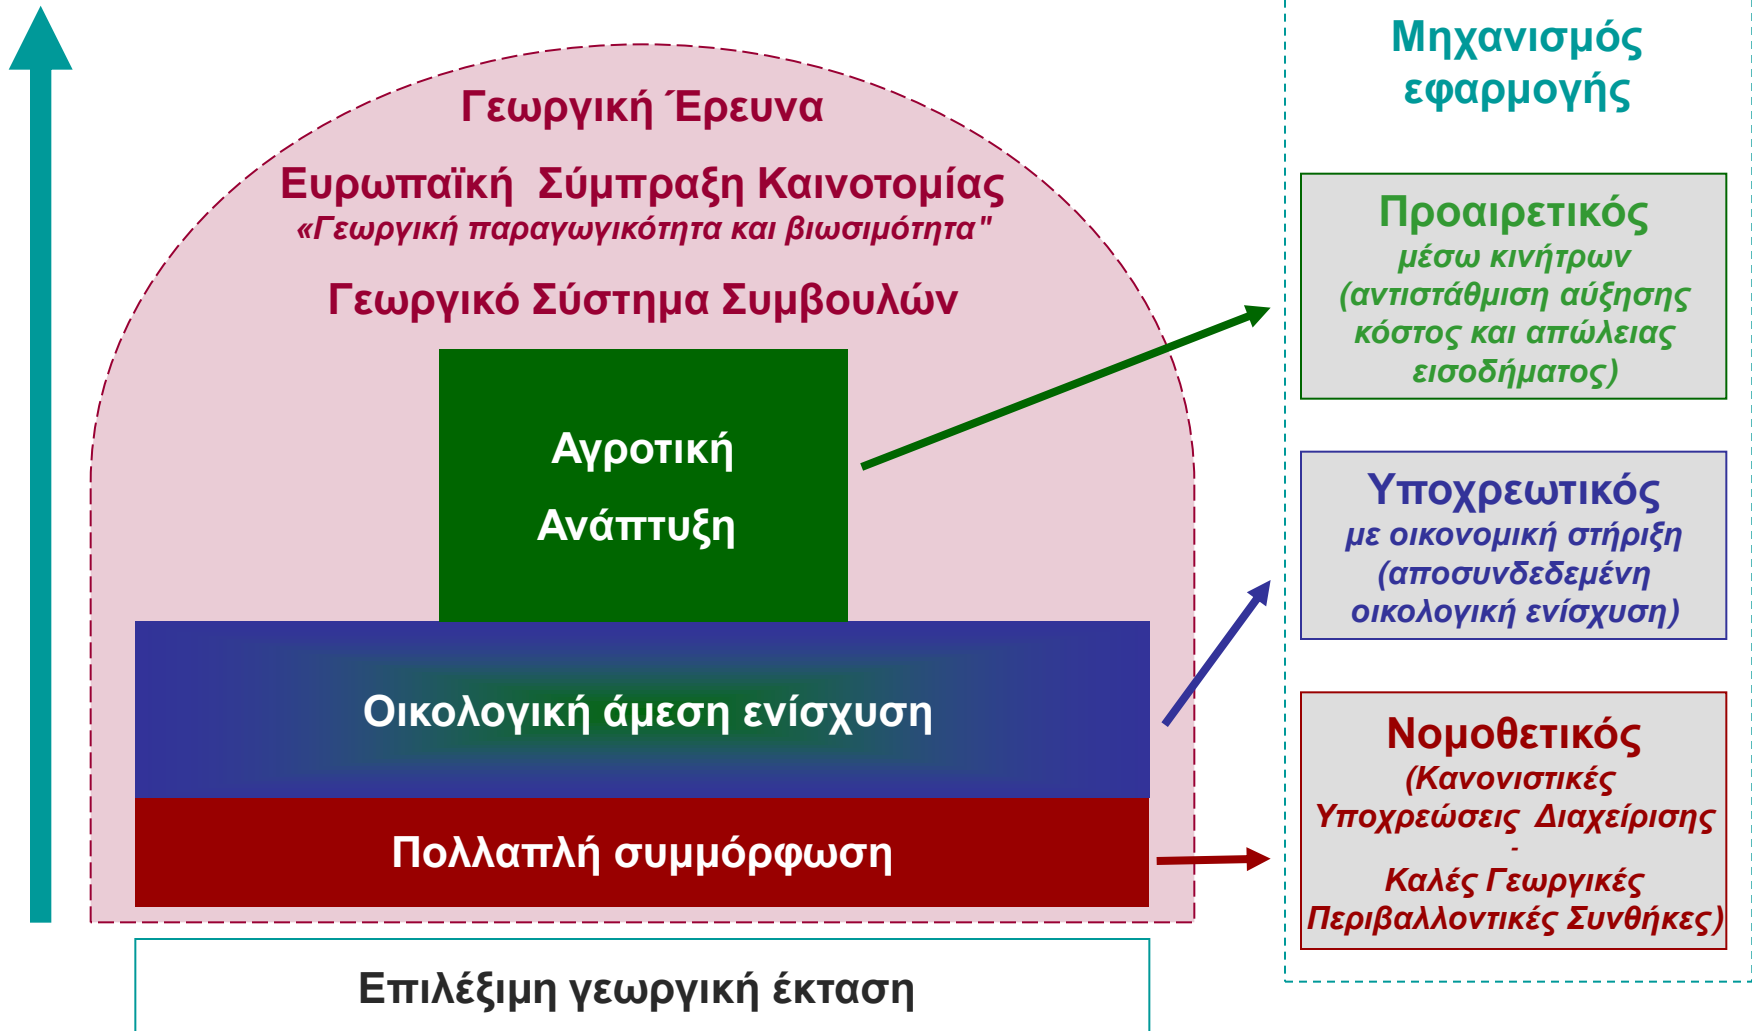 Γεωργική Έρευνα
Ευρωπαϊκή Σύμπραξη Καινοτομίας
«Γεωργική παραγωγικότητα και βιωσιμότητα"
Γεωργικό Σύστημα Συμβουλών
Αγροτική
Ανάπτυξη
Οικολογική άμεση ενίσχυση
Πολλαπλή συμμόρφωση
Επιλέξιμη γεωργική έκταση
Μηχανισμός
εφαρμογής
Προαιρετικός
μέσω κινήτρων
(αντιστάθμιση αύξησης
κόστος και απώλειας
εισοδήματος)
Υποχρεωτικός
με οικονομική στήριξη
(αποσυνδεδεμένη
οικολογική ενίσχυση)
Νομοθετικός
(Κανονιστικές
Υποχρεώσεις Διαχείρισης
-
Καλές Γεωργικές
Περιβαλλοντικές Συνθήκες)